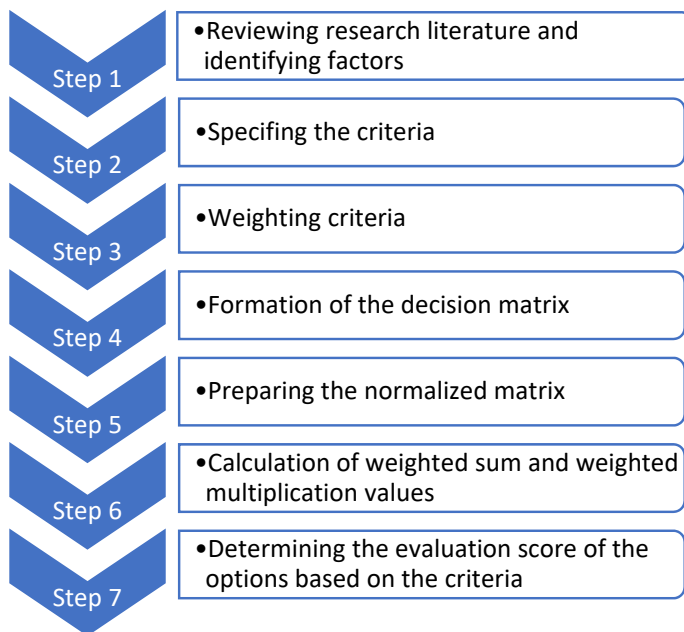 •Reviewing research literature and
identifying factors
Step 1
•Specifing the criteria
Step 2
•Weighting criteria
Step 3
•Formation of the decision matrix
Step 4
•Preparing the normalized matrix
Step 5
•Calculation of weighted sum and weighted
multiplication values
Step 6
•Determining the evaluation score of the
options based on the criteria
Step 7